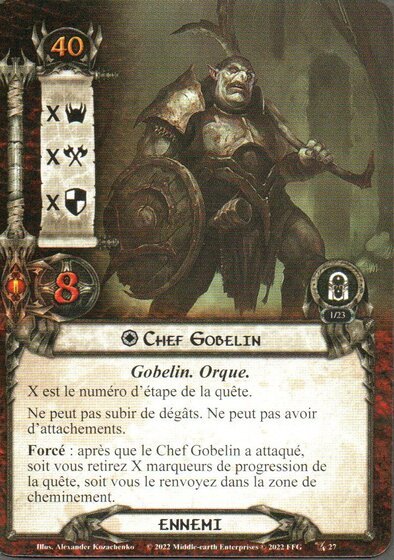 40
X
X
X
8
1/23
CHEF GOBELIN
Gobelin. Orque.
X est le numéro d'étape de la quête.
Ne peut pas subir de dégâts. Ne peut pas avoir
d'attachements.
Forcé : après que le Chef Gobelin a attaqué,
soit vous retirez X marqueurs de progression de
la quête, soit vous le renvoyez dans la zone de
cheminement.
ENNEMI
Illus. Alexander Kozachenko © 2022 Middle-earth Enterprises © 2022 FFG 27